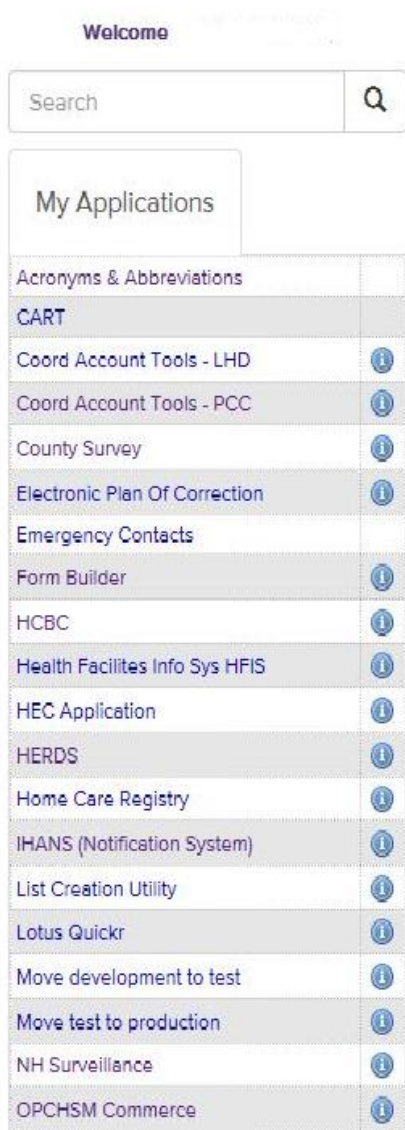 Welcome
Search
My Applications
Acronyms & Abbreviations
CART
Coord Account Tools - LHD
Coord Account Tools - PCC
County Survey
Electronic Plan Of Correction
Emergency Contacts
Form Builder
HCBC
Health Facilites Info Sys HFIS
HEC Application
HERDS
Home Care Registry
IHANS (Notification System)
List Creation Utility
Lotus Quickr
Move development to test
Move test to production
NH Surveillance
OPCHSM Commerce